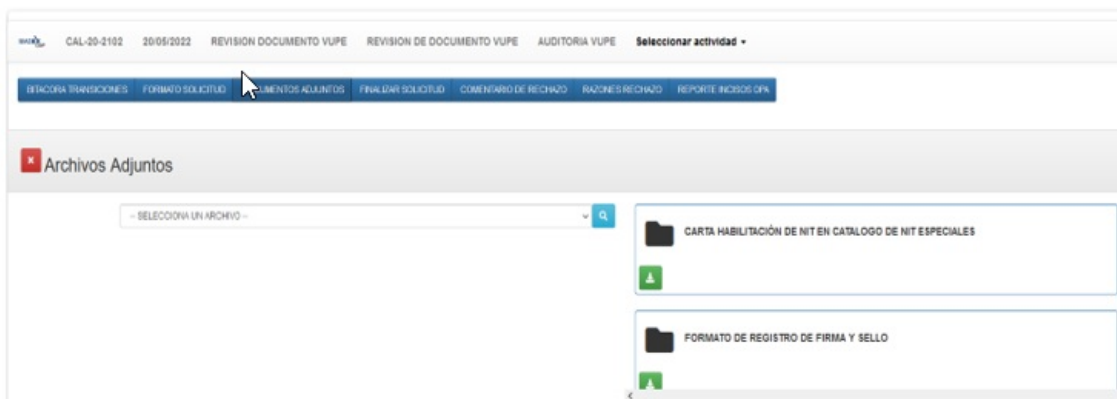 CAL-20-2102 20/05/2022 REVISION DOCUMENTO VUPE REVISION DE DOCUMENTO VUPE AUDITORIA VUPE Seleccionar actividad
BITACORA TRANSICIONES FORMATO SOLICITUD UMENTOS ADJUNTOS FINALIZAR SOLICITUD COMENTARIO DE RECHAZO RAZONES RECHAZO REPORTE INCISOS OPA
× Archivos Adjuntos
-- SELECCIONA UN ARCHIVO --
CARTA HABILITACIÓN DE NIT EN CATALOGO DE NIT ESPECIALES
FORMATO DE REGISTRO DE FIRMA Y SELLO